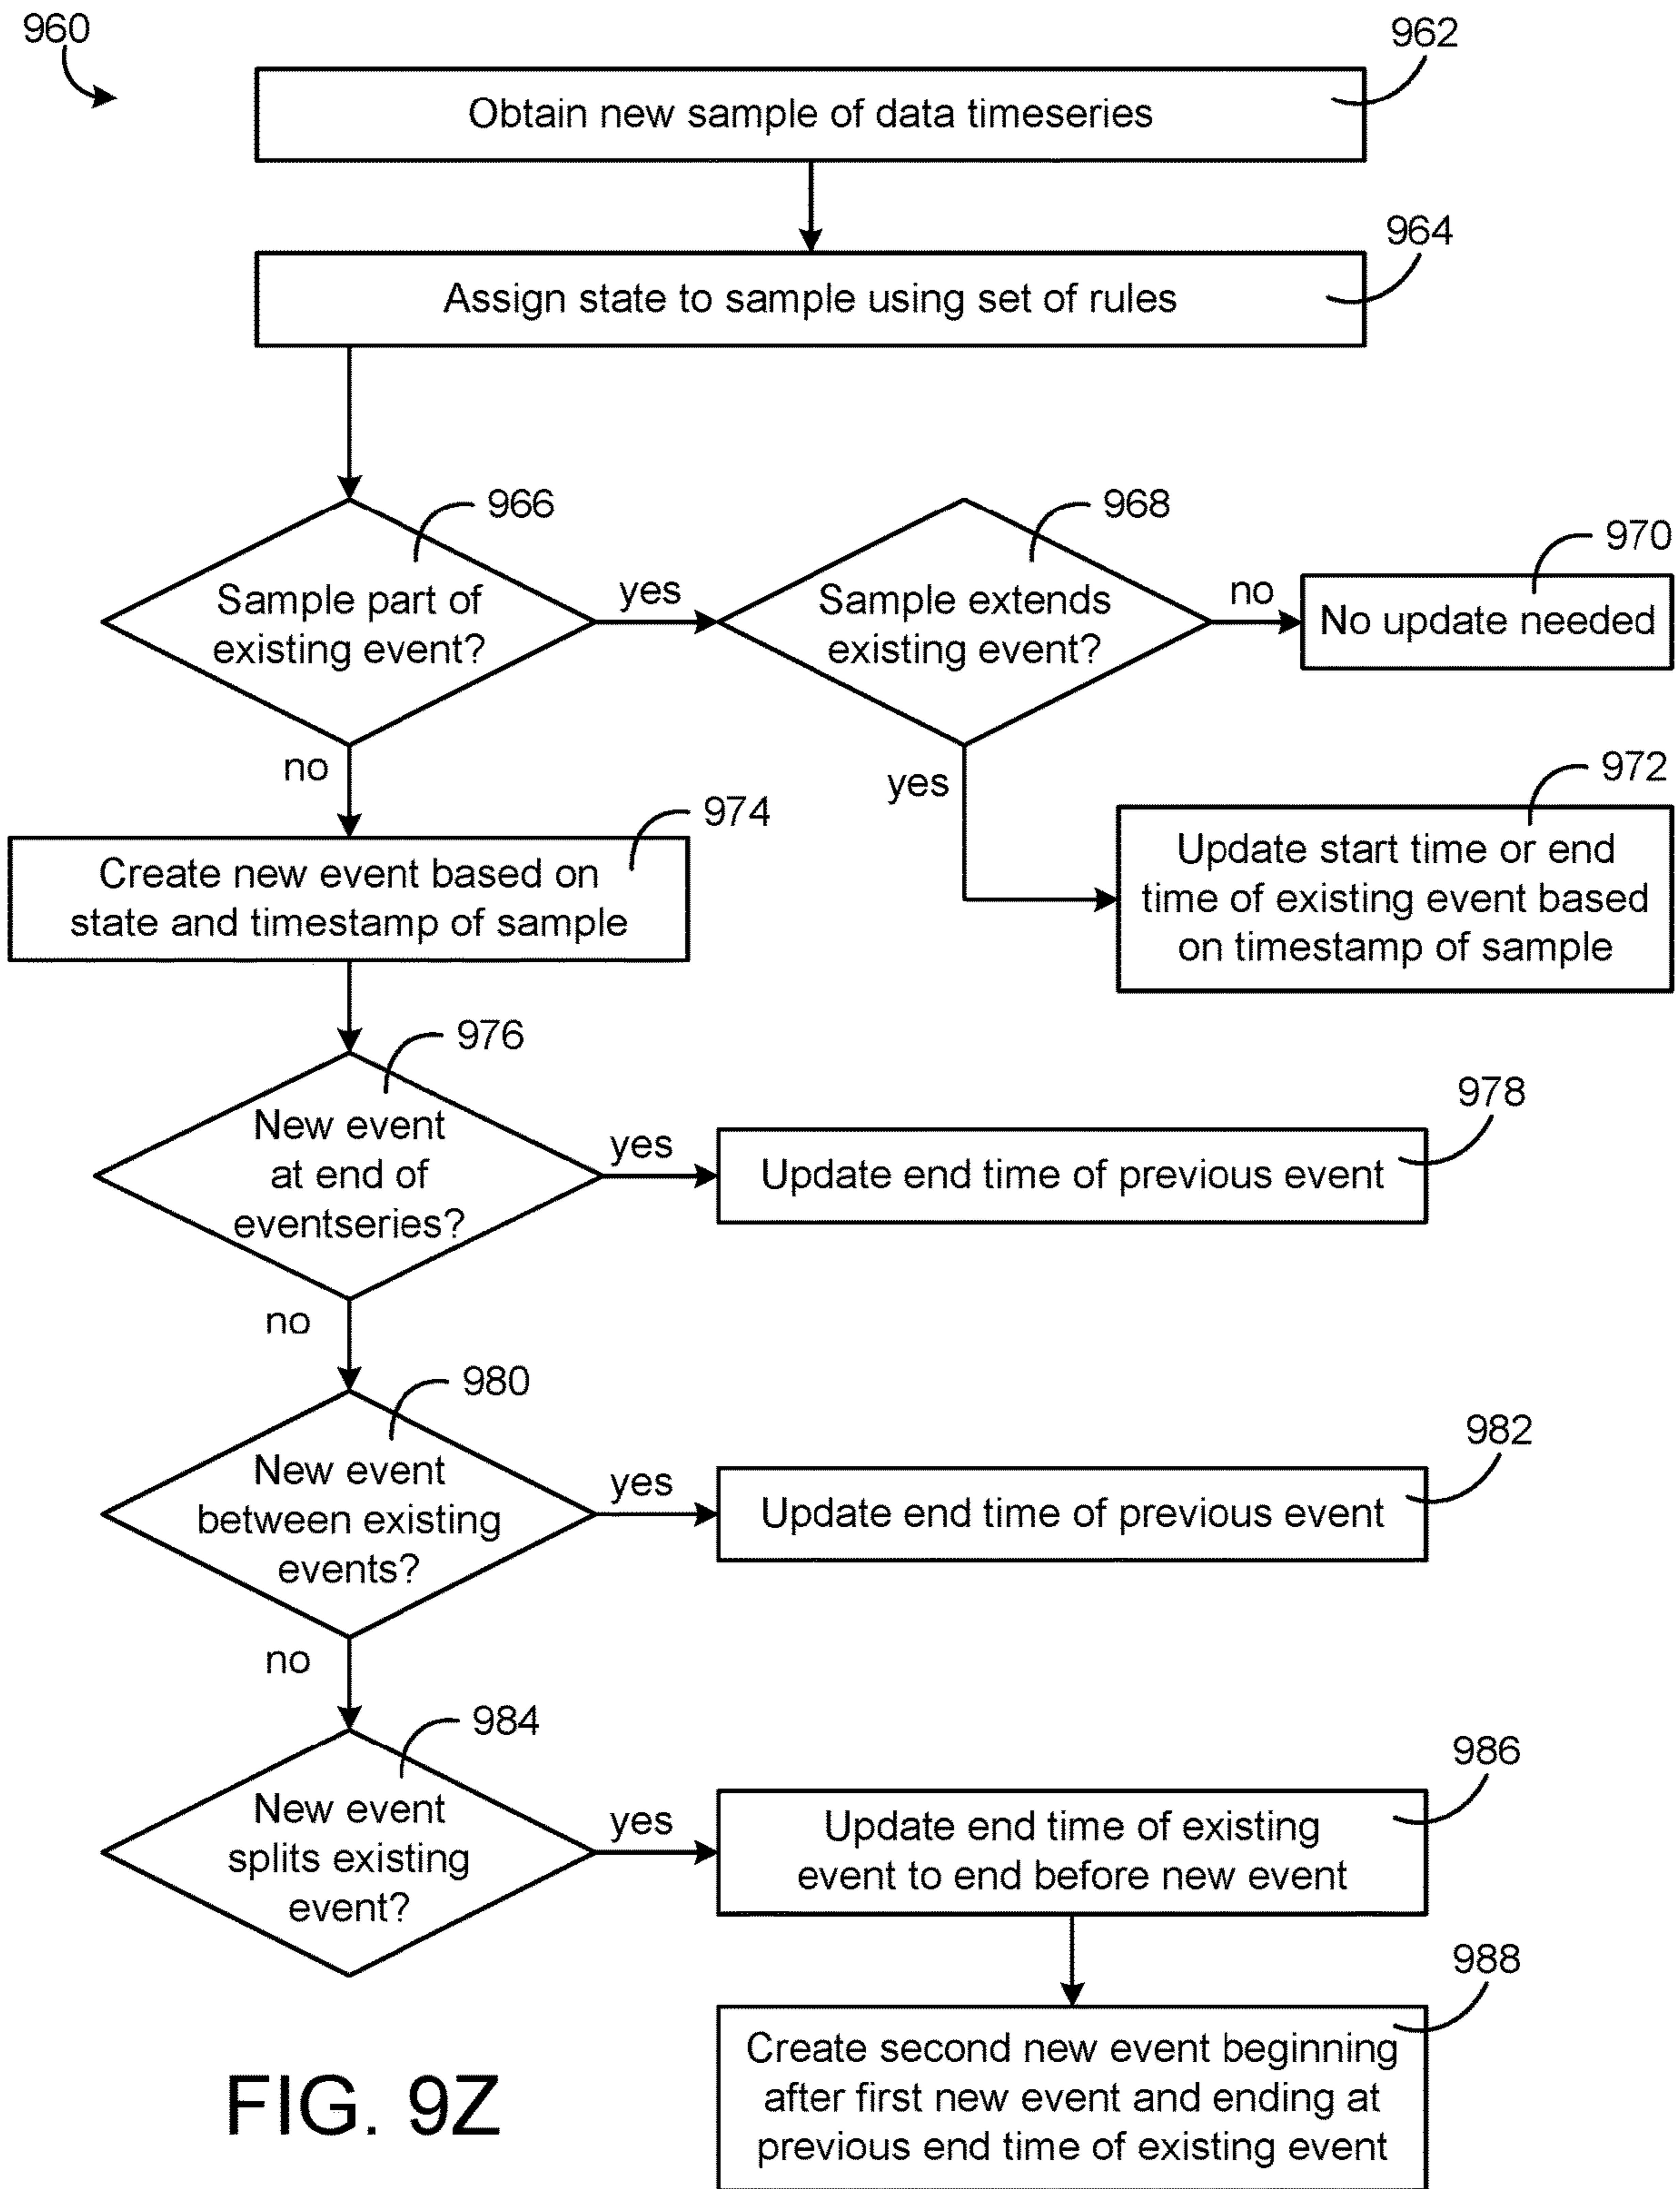 960
962
Obtain new sample of data timeseries
964
Assign state to sample using set of rules
966
Sample part of
existing event?
yes
968
Sample extends
existing event?
no
970
No update needed
no
yes
972
Update start time or end
time of existing event based
on timestamp of sample
974
Create new event based on
state and timestamp of sample
976
New event
at end of
eventseries?
yes
978
Update end time of previous event
no
980
New event
between existing
events?
yes
982
Update end time of previous event
no
984
New event
splits existing
event?
yes
986
Update end time of existing
event to end before new event
988
Create second new event beginning
after first new event and ending at
previous end time of existing event
FIG. 9Z